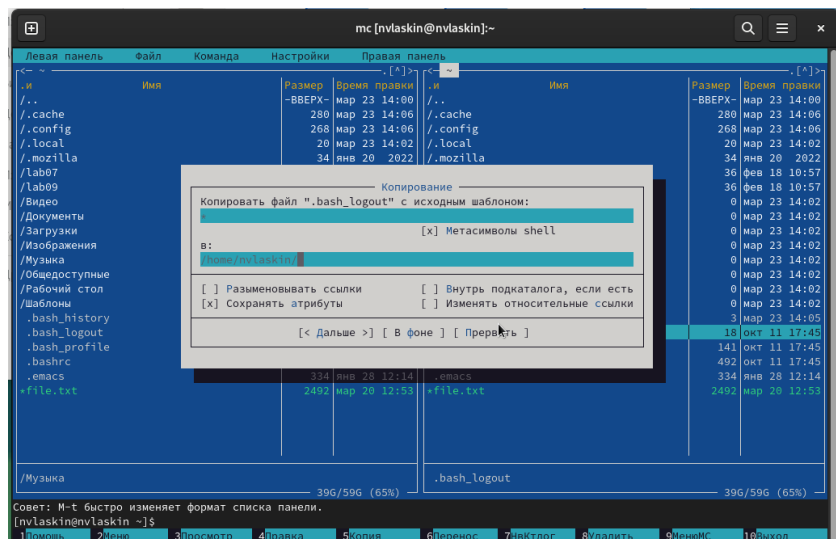 mc [nvlaskin@nvlaskin]:~
Левая панель Файл Команда Настройки Правая панель
<─ ~ .[^]> <─ ~ .[^]>
.и Имя Размер Время правки .и Имя Размер Время правки
/.. -ВВЕРХ- мар 23 14:00 /.. -ВВЕРХ- мар 23 14:00
/.cache 280 мар 23 14:06 /.cache 280 мар 23 14:06
/.config 268 мар 23 14:06 /.config 268 мар 23 14:06
/.local 20 мар 23 14:02 /.local 20 мар 23 14:02
/.mozilla 34 янв 20 2022 /.mozilla 34 янв 20 2022
/lab07 36 фев 18 10:57
/lab09 Копирование 36 фев 18 10:57
/Видео Копировать файл ".bash_logout" с исходным шаблоном: 0 мар 23 14:02
/Документы * 0 мар 23 14:02
/Загрузки [x] Метасимволы shell 0 мар 23 14:02
/Изображения в: 0 мар 23 14:02
/Музыка /home/nvlaskin/ 0 мар 23 14:02
/Общедоступные 0 мар 23 14:02
/Рабочий стол [ ] Разыменовывать ссылки [ ] Внутрь подкаталога, если есть 0 мар 23 14:02
/Шаблоны [x] Сохранять атрибуты [ ] Изменять относительные ссылки 0 мар 23 14:02
.bash_history 3 мар 23 14:05
.bash_logout [< Дальше >] [ В фоне ] [ Прервать ] 18 окт 11 17:45
.bash_profile 141 окт 11 17:45
.bashrc 492 окт 11 17:45
.emacs 334 янв 28 12:14 .emacs 334 янв 28 12:14
*file.txt 2492 мар 20 12:53 *file.txt 2492 мар 20 12:53
/Музыка .bash_logout
39G/59G (65%) 39G/59G (65%)
Совет: M-t быстро изменяет формат списка панели.
[nvlaskin@nvlaskin ~]$
1Помощь 2Меню 3Просмотр 4Правка 5Копия 6Перенос 7НвКтлог 8Удалить 9МенюМС 10Выход